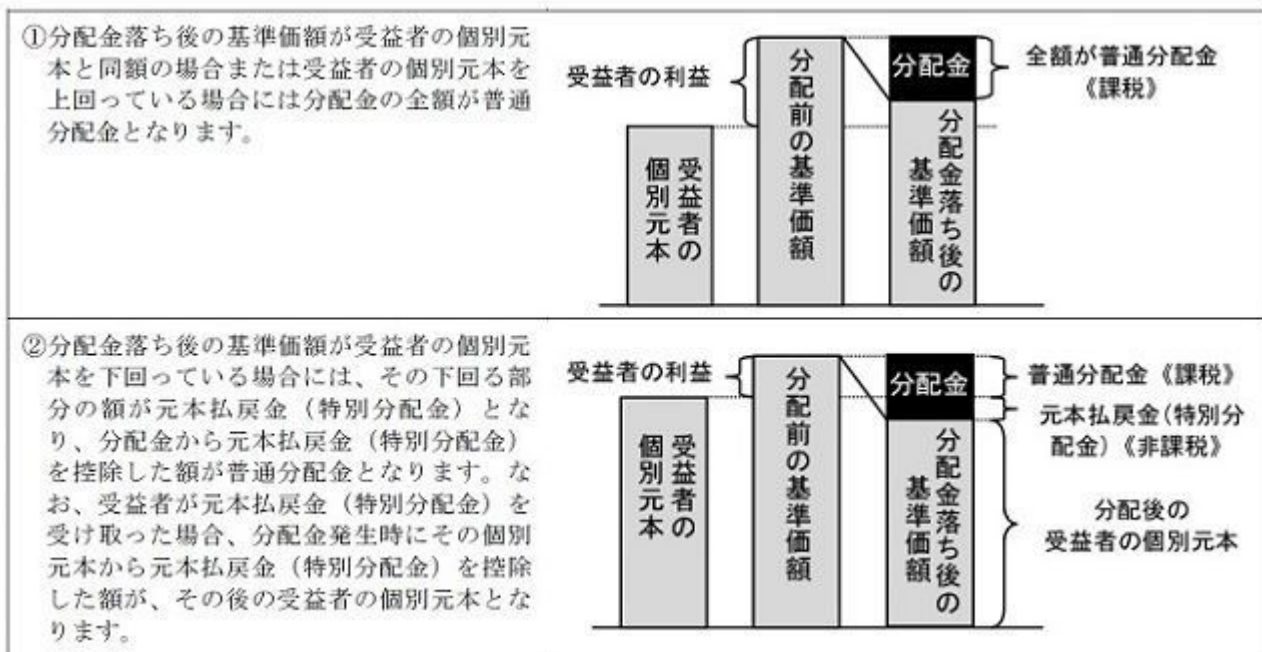 ①分配金落ち後の基準価額が受益者の個別元
本と同額の場合または受益者の個別元本を
上回っている場合には分配金の全額が普通
分配金となります。
受益者の利益
受益者の
個別元本
分配前の基準価額
分配金
分配金落ち後の
基準価額
全額が普通分配金
《課税》
②分配金落ち後の基準価額が受益者の個別元
本を下回っている場合には、その下回る部
分の額が元本払戻金（特別分配金）とな
り、分配金から元本払戻金（特別分配金）
を控除した額が普通分配金となります。な
お、受益者が元本払戻金（特別分配金）を
受け取った場合、分配金発生時にその個別
元本から元本払戻金（特別分配金）を控除
した額が、その後の受益者の個別元本とな
ります。
受益者の利益
受益者の
個別元本
分配前の基準価額
分配金
分配金落ち後の
基準価額
普通分配金《課税》
元本払戻金(特別分
配金)《非課税》
分配後の
受益者の個別元本